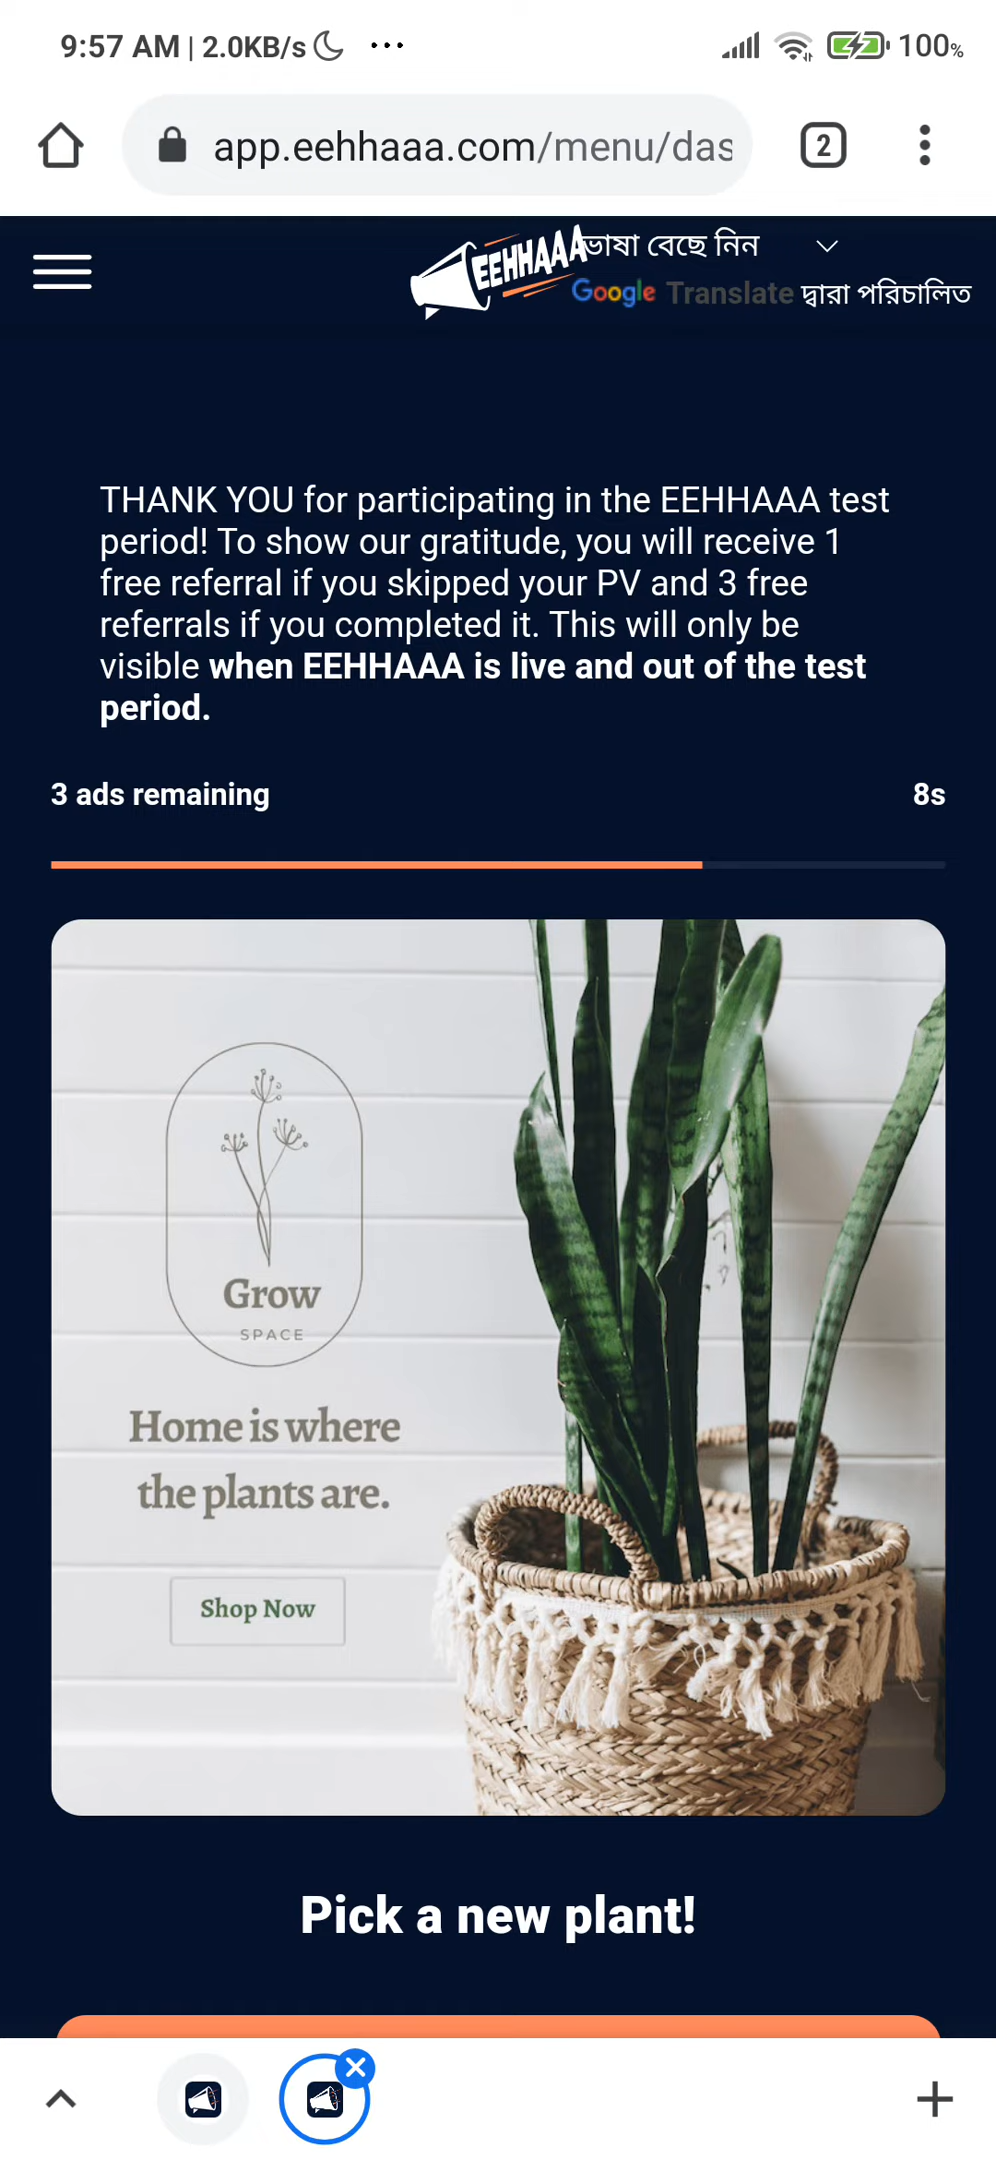 9:57 AM | 2.0KB/s ... 100%
app.eehhaaa.com/menu/das
2
EEHHAAA
ভাষা বেছে নিন
Google Translate দ্বারা পরিচালিত
THANK YOU for participating in the EEHHAAA test
period! To show our gratitude, you will receive 1
free referral if you skipped your PV and 3 free
referrals if you completed it. This will only be
visible when EEHHAAA is live and out of the test
period.
3 ads remaining 8s
Grow
SPACE
Home is where
the plants are.
Shop Now
Pick a new plant!